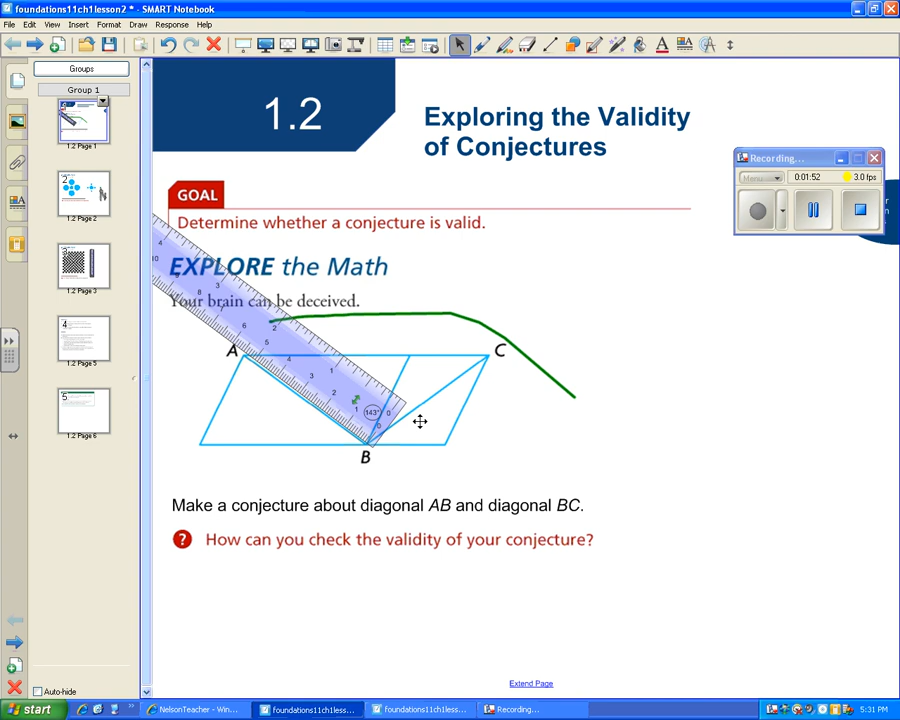 foundations11ch1lesson2 * - SMART Notebook
File Edit View Insert Format Draw Response Help
Groups
Group 1
1.2 Page 1
1.2 Page 2
1.2 Page 3
1.2 Page 5
1.2 Page 6
1.2
Exploring the Validity
of Conjectures
Recording...
Menu
00:01:52 3.0 fps
GOAL
Determine whether a conjecture is valid.
EXPLORE the Math
Your brain can be deceived.
A
C
143°
B
Make a conjecture about diagonal AB and diagonal BC.
? How can you check the validity of your conjecture?
Extend Page
Auto-hide
start
NelsonTeacher - Win...
foundations11ch1less...
foundations11ch1less...
Recording...
5:31 PM